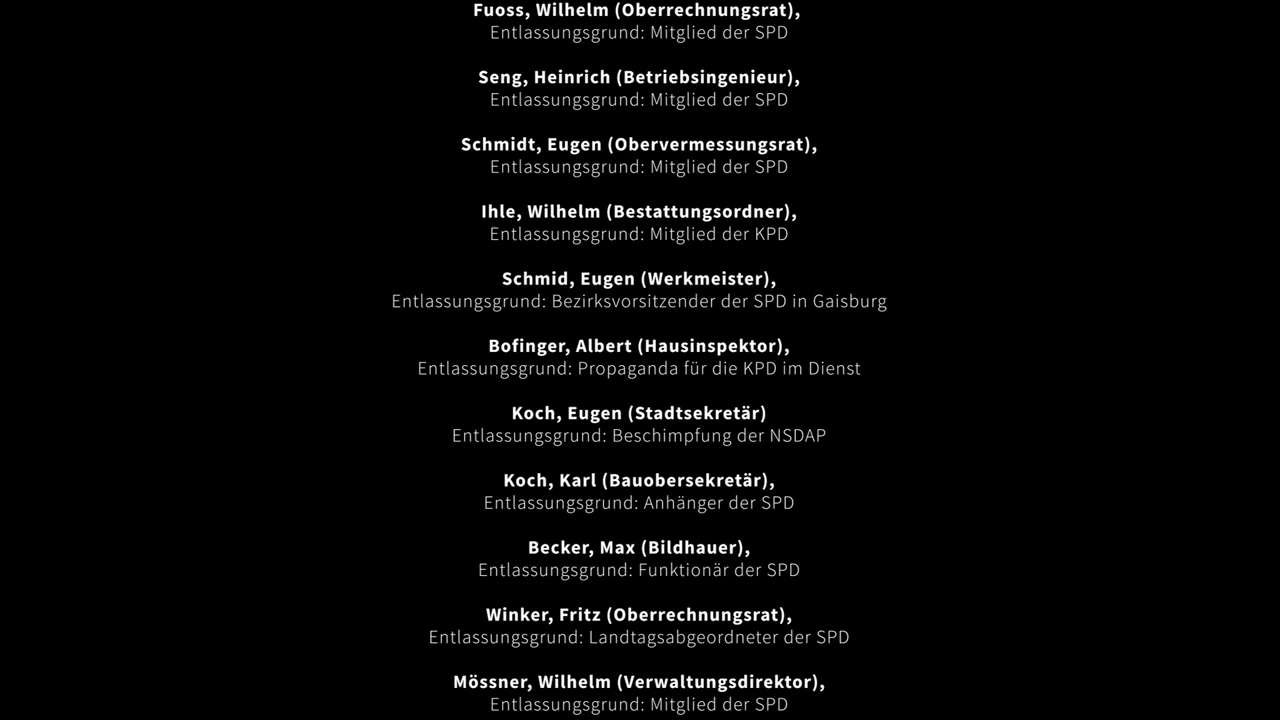 Fuoss, Wilhelm (Oberrechnungsrat),
Entlassungsgrund: Mitglied der SPD
Seng, Heinrich (Betriebsingenieur),
Entlassungsgrund: Mitglied der SPD
Schmidt, Eugen (Obervermessungsrat),
Entlassungsgrund: Mitglied der SPD
Ihle, Wilhelm (Bestattungsordner),
Entlassungsgrund: Mitglied der KPD
Schmid, Eugen (Werkmeister),
Entlassungsgrund: Bezirksvorsitzender der SPD in Gaisburg
Bofinger, Albert (Hausinspektor),
Entlassungsgrund: Propaganda für die KPD im Dienst
Koch, Eugen (Stadtsekretär)
Entlassungsgrund: Beschimpfung der NSDAP
Koch, Karl (Bauobersekretär),
Entlassungsgrund: Anhänger der SPD
Becker, Max (Bildhauer),
Entlassungsgrund: Funktionär der SPD
Winker, Fritz (Oberrechnungsrat),
Entlassungsgrund: Landtagsabgeordneter der SPD
Mössner, Wilhelm (Verwaltungsdirektor),
Entlassungsgrund: Mitglied der SPD